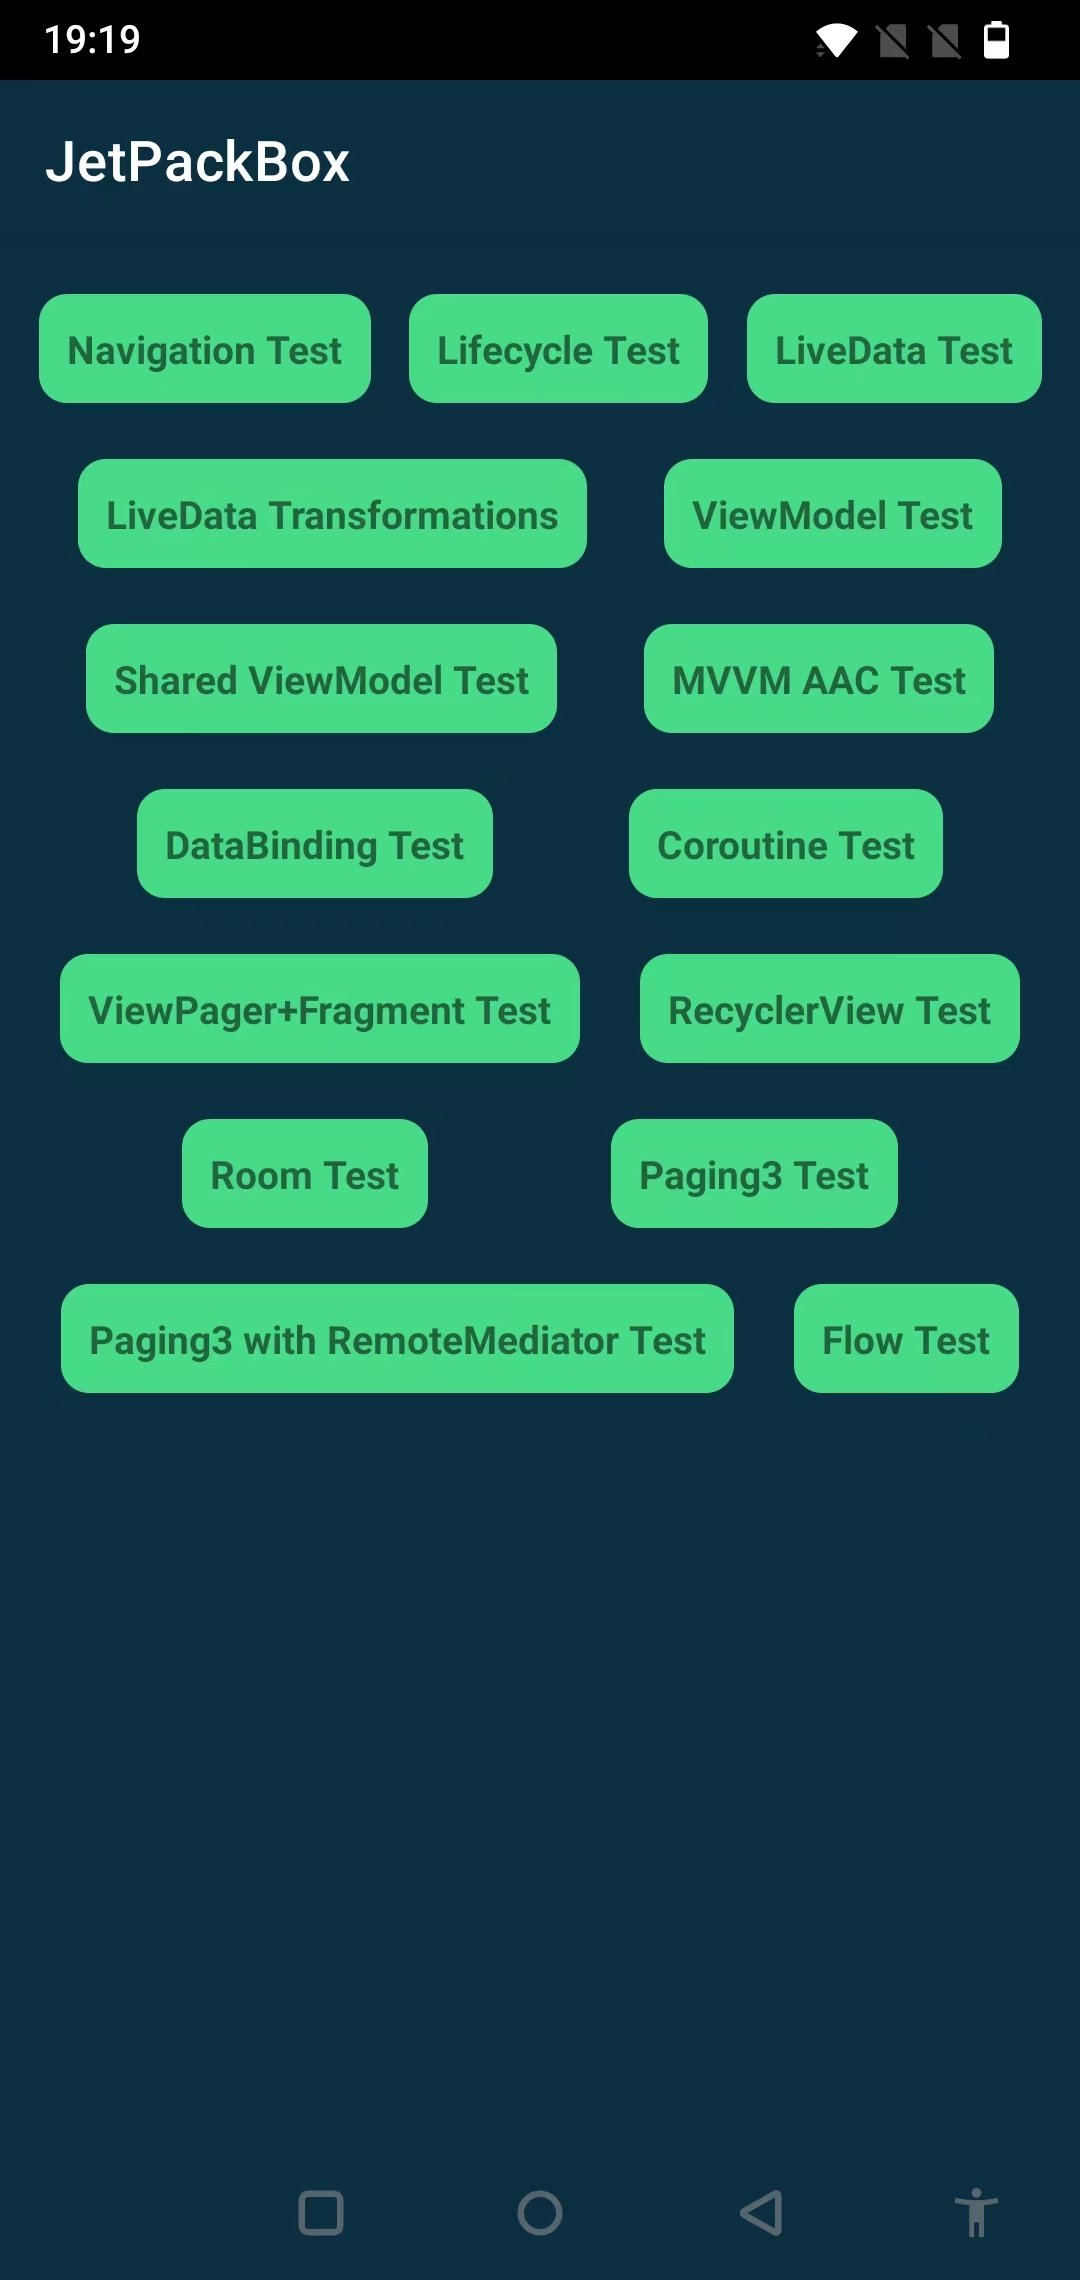 19:19
JetPackBox
Navigation Test
Lifecycle Test
LiveData Test
LiveData Transformations
ViewModel Test
Shared ViewModel Test
MVVM AAC Test
DataBinding Test
Coroutine Test
ViewPager+Fragment Test
RecyclerView Test
Room Test
Paging3 Test
Paging3 with RemoteMediator Test
Flow Test